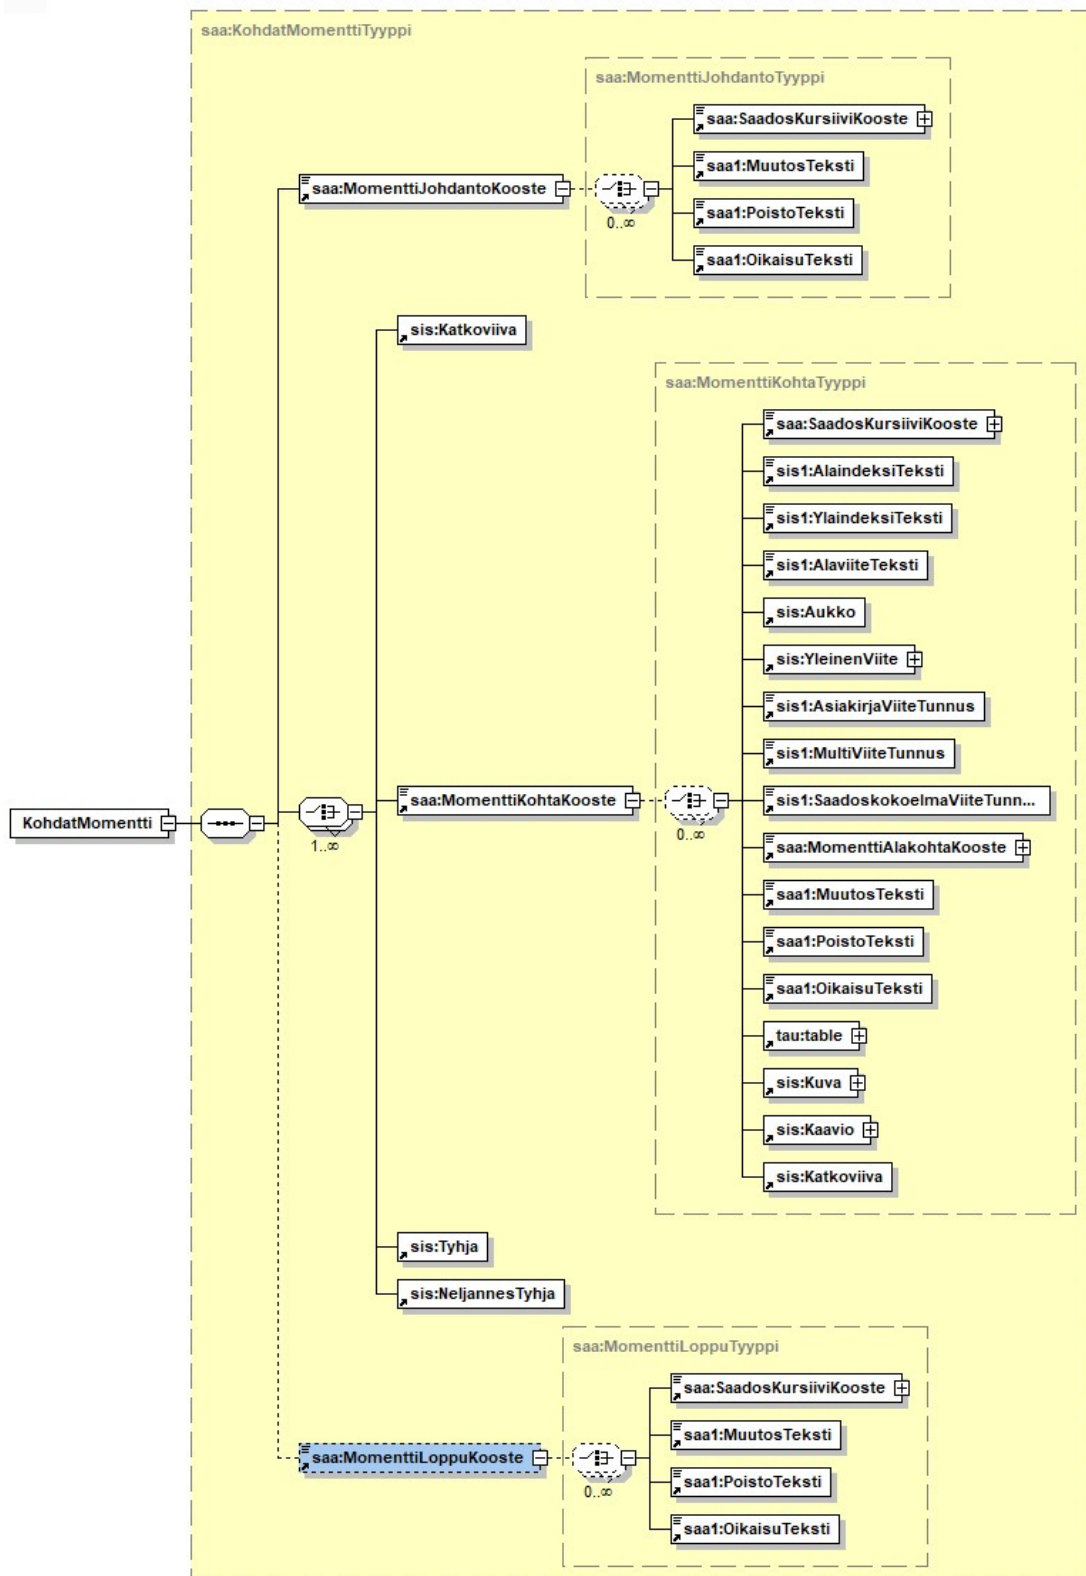 saa:KohdatMomenttiTyyppi
saa:MomenttiJohdantoTyyppi
saa:SaadosKursiiviKooste
saa1:MuutosTeksti
saa:MomenttiJohdantoKooste
0..∞
saa1:PoistoTeksti
saa1:OikaisuTeksti
sis:Katkoviiva
saa:MomenttiKohtaTyyppi
saa:SaadosKursiiviKooste
sis1:AlaindeksiTeksti
sis1:YlaindeksiTeksti
sis1:AlaviiteTeksti
sis:Aukko
sis:YleinenViite
sis1:AsiakirjaViiteTunnus
sis1:MultiViiteTunnus
KohdatMomentti
1..∞
saa:MomenttiKohtaKooste
0..∞
sis1:SaadoskokoelmaViiteTunn...
saa:MomenttiAlakohtaKooste
saa1:MuutosTeksti
saa1:PoistoTeksti
saa1:OikaisuTeksti
tau:table
sis:Kuva
sis:Kaavio
sis:Katkoviiva
sis:Tyhja
sis:NeljannesTyhja
saa:MomenttiLoppuTyyppi
saa:SaadosKursiiviKooste
saa1:MuutosTeksti
saa:MomenttiLoppuKooste
0..∞
saa1:PoistoTeksti
saa1:OikaisuTeksti